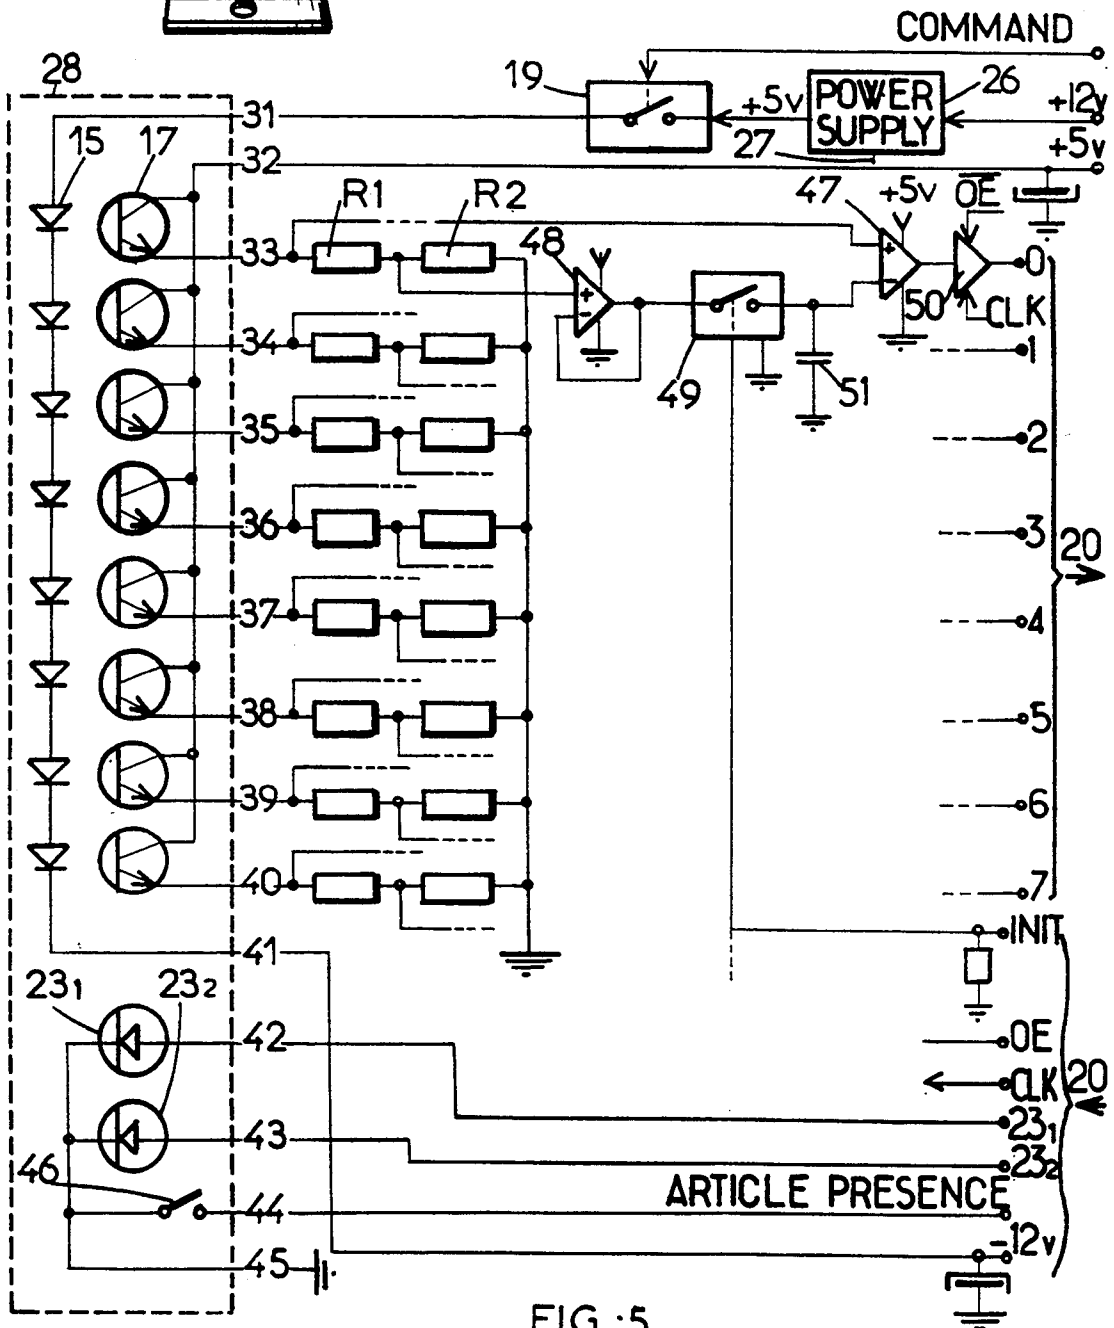 COMMAND
28
19
+5v
POWER SUPPLY
26
+12v
31
15
17
27
+5v
32
R1
R2
47
+5v
OE
33
48
0
50
CLK
34
49
51
1
35
2
36
3
20
37
4
38
5
39
6
40
7
41
INIT
23₁
23₂
42
OE
CLK
20
43
23₁
23₂
46
44
ARTICLE PRESENCE
45
-12v
FIG.:5